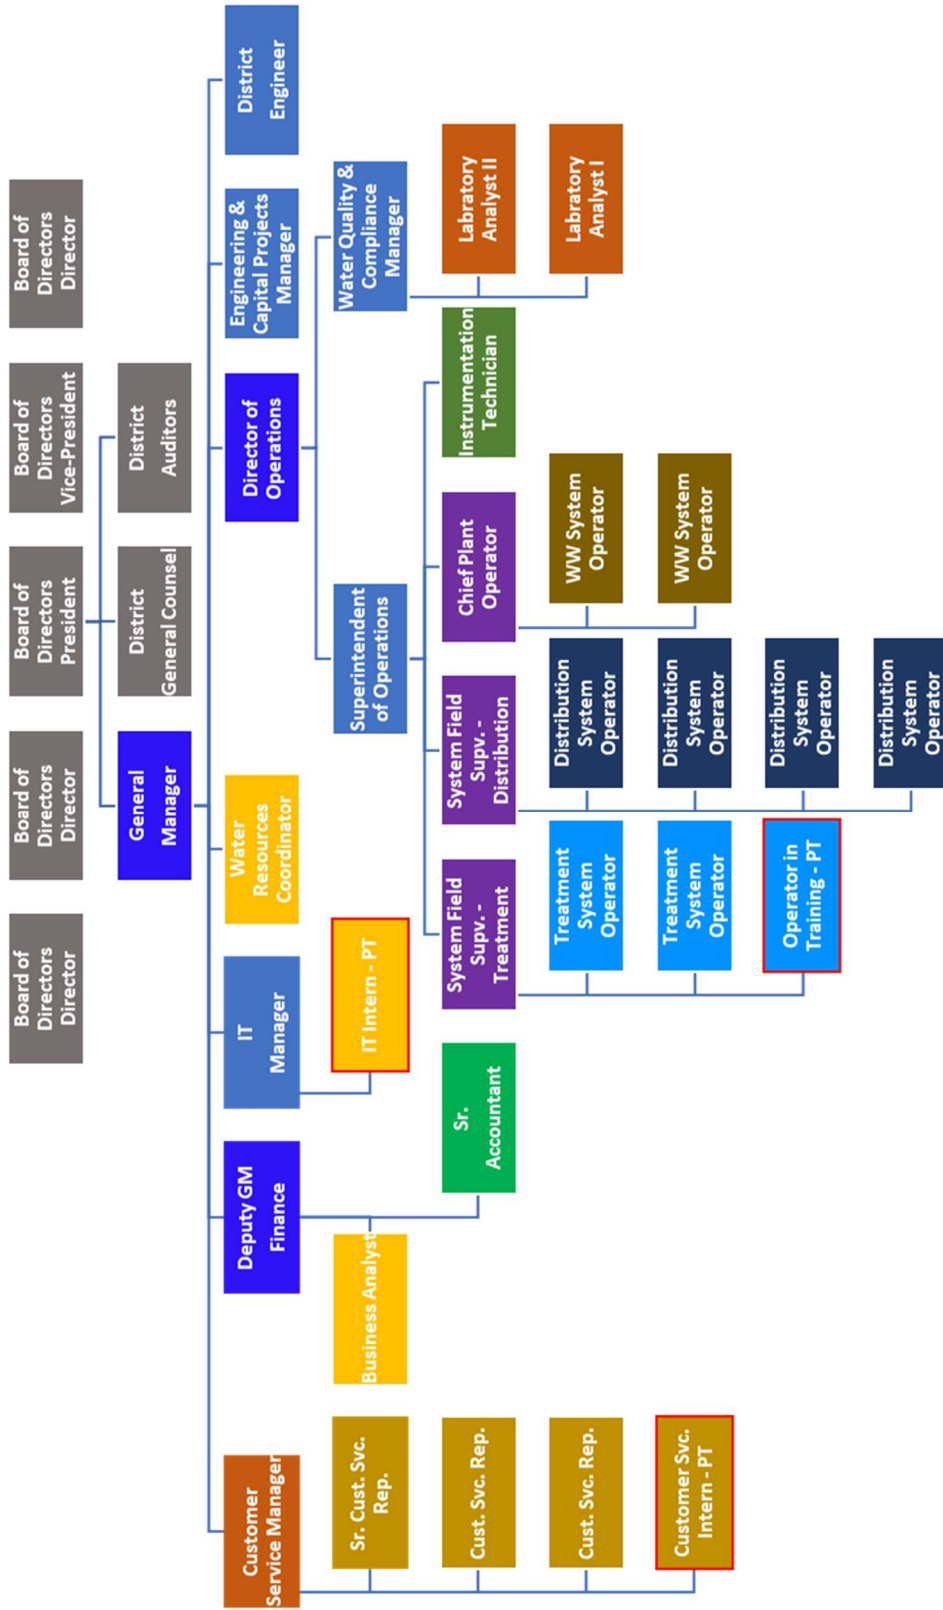 Board of
Directors
Director
Board of
Directors
Director
Board of
Directors
President
Board of
Directors
Vice-President
Board of
Directors
Director
General
Manager
District
General Counsel
District
Auditors
Customer
Service Manager
Deputy GM
Finance
IT
Manager
Water
Resources
Coordinator
Director of
Operations
Engineering &
Capital Projects
Manager
District
Engineer
Sr. Cust. Svc.
Rep.
Business Analyst
IT Intern - PT
Superintendent
of Operations
Water Quality &
Compliance
Manager
Cust. Svc. Rep.
Sr.
Accountant
System Field
Supv. -
Treatment
System Field
Supv. -
Distribution
Chief Plant
Operator
Instrumentation
Technician
Labratory
Analyst II
Cust. Svc. Rep.
Treatment
System
Operator
Distribution
System
Operator
WW System
Operator
Labratory
Analyst I
Customer Svc.
Intern - PT
Treatment
System
Operator
Distribution
System
Operator
WW System
Operator
Operator in
Training - PT
Distribution
System
Operator
Distribution
System
Operator